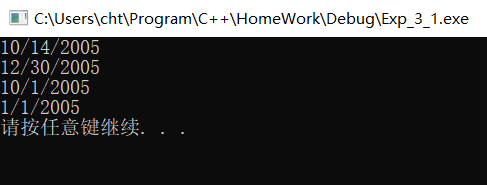 C:\Users\cht\Program\C++\HomeWork\Debug\Exp_3_1.exe
10/14/2005
12/30/2005
10/1/2005
1/1/2005
请按任意键继续. . .